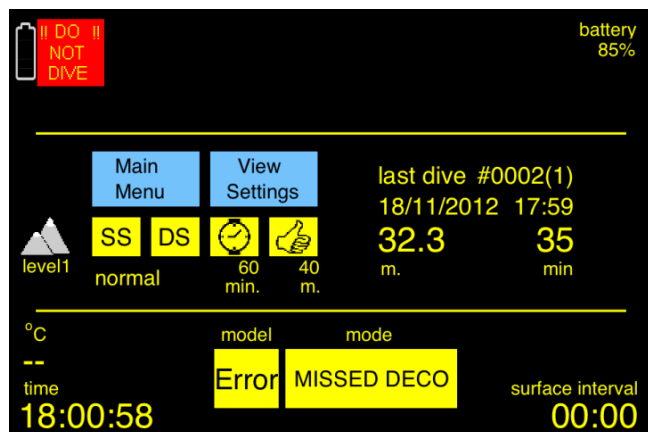 !! DO !!
NOT
DIVE
battery
85%
Main
Menu
View
Settings
last dive #0002(1)
18/11/2012 17:59
SS DS
32.3 35
m. min
level1
normal
60
min.
40
m.
°C
--
model mode
Error MISSED DECO
time
18:00:58
surface interval
00:00